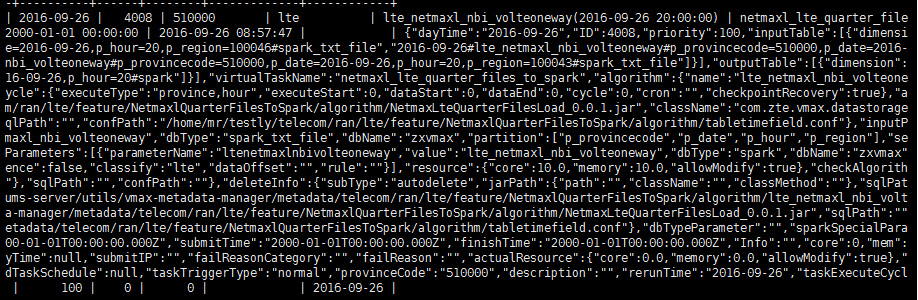 -+------------+--------+-------------+------------+-------------+
| 2016-09-26 | 4008 | 510000 | lte | lte_netmaxl_nbi_volteoneway(2016-09-26 20:00:00) | netmaxl_lte_quarter_file
2000-01-01 00:00:00 | 2016-09-26 08:57:47 | | {"dayTime":"2016-09-26","ID":4008,"priority":100,"inputTable":[{"dimensi
e=2016-09-26,p_hour=20,p_region=100046#spark_txt_file","2016-09-26#lte_netmaxl_nbi_volteoneway#p_provincecode=510000,p_date=2016-
nbi_volteoneway#p_provincecode=510000,p_date=2016-09-26,p_hour=20,p_region=100043#spark_txt_file"]}],"outputTable":[{"dimension":
16-09-26,p_hour=20#spark"]}],"virtualTaskName":"netmaxl_lte_quarter_files_to_spark","algorithm":{"name":"lte_netmaxl_nbi_volteone
ycle":{"executeType":"province,hour","executeStart":0,"dataStart":0,"dataEnd":0,"cycle":0,"cron":"","checkpointRecovery":true},"a
am/ran/lte/feature/NetmaxlQuarterFilesToSpark/algorithm/NetmaxLteQuarterFilesLoad_0.0.1.jar","className":"com.zte.vmax.datastorage
qlPath":"","confPath":"/home/mr/testly/telecom/ran/lte/feature/NetmaxlQuarterFilesToSpark/algorithm/tabletimefield.conf"},"inputP
maxl_nbi_volteoneway","dbType":"spark_txt_file","dbName":"zxvmax","partition":["p_provincecode","p_date","p_hour","p_region"],"se
Parameters":[{"parameterName":"ltenetmaxlnbivolteoneway","value":"lte_netmaxl_nbi_volteoneway","dbType":"spark","dbName":"zxvmax"
ence":false,"classify":"lte","dataOffset":"","rule":""}],"resource":{"core":10.0,"memory":10.0,"allowModify":true},"checkAlgorith
"},"sqlPath":"","confPath":""},"deleteInfo":{"subType":"autodelete","jarPath":{"path":"","className":"","classMethod":""},"sqlPat
ums-server/utils/vmax-metadata-manager/metadata/telecom/ran/lte/feature/NetmaxlQuarterFilesToSpark/algorithm/lte_netmaxl_nbi_volt
a-manager/metadata/telecom/ran/lte/feature/NetmaxlQuarterFilesToSpark/algorithm/NetmaxLteQuarterFilesLoad_0.0.1.jar","sqlPath":""
etadata/telecom/ran/lte/feature/NetmaxlQuarterFilesToSpark/algorithm/tabletimefield.conf"},"dbTypeParameter":"","sparkSpecialPara
00-01-01T00:00:00.000Z","submitTime":"2000-01-01T00:00:00.000Z","finishTime":"2000-01-01T00:00:00.000Z","Info":"","core":0,"mem":
yTime":null,"submitIP":"","failReasonCategory":"","failReason":"","actualResource":{"core":0.0,"memory":0.0,"allowModify":true},"
dTaskSchedule":null,"taskTriggerType":"normal","provinceCode":"510000","description":"","rerunTime":"2016-09-26","taskExecuteCycl
| 100 | 0 | 0 | | 2016-09-26 |